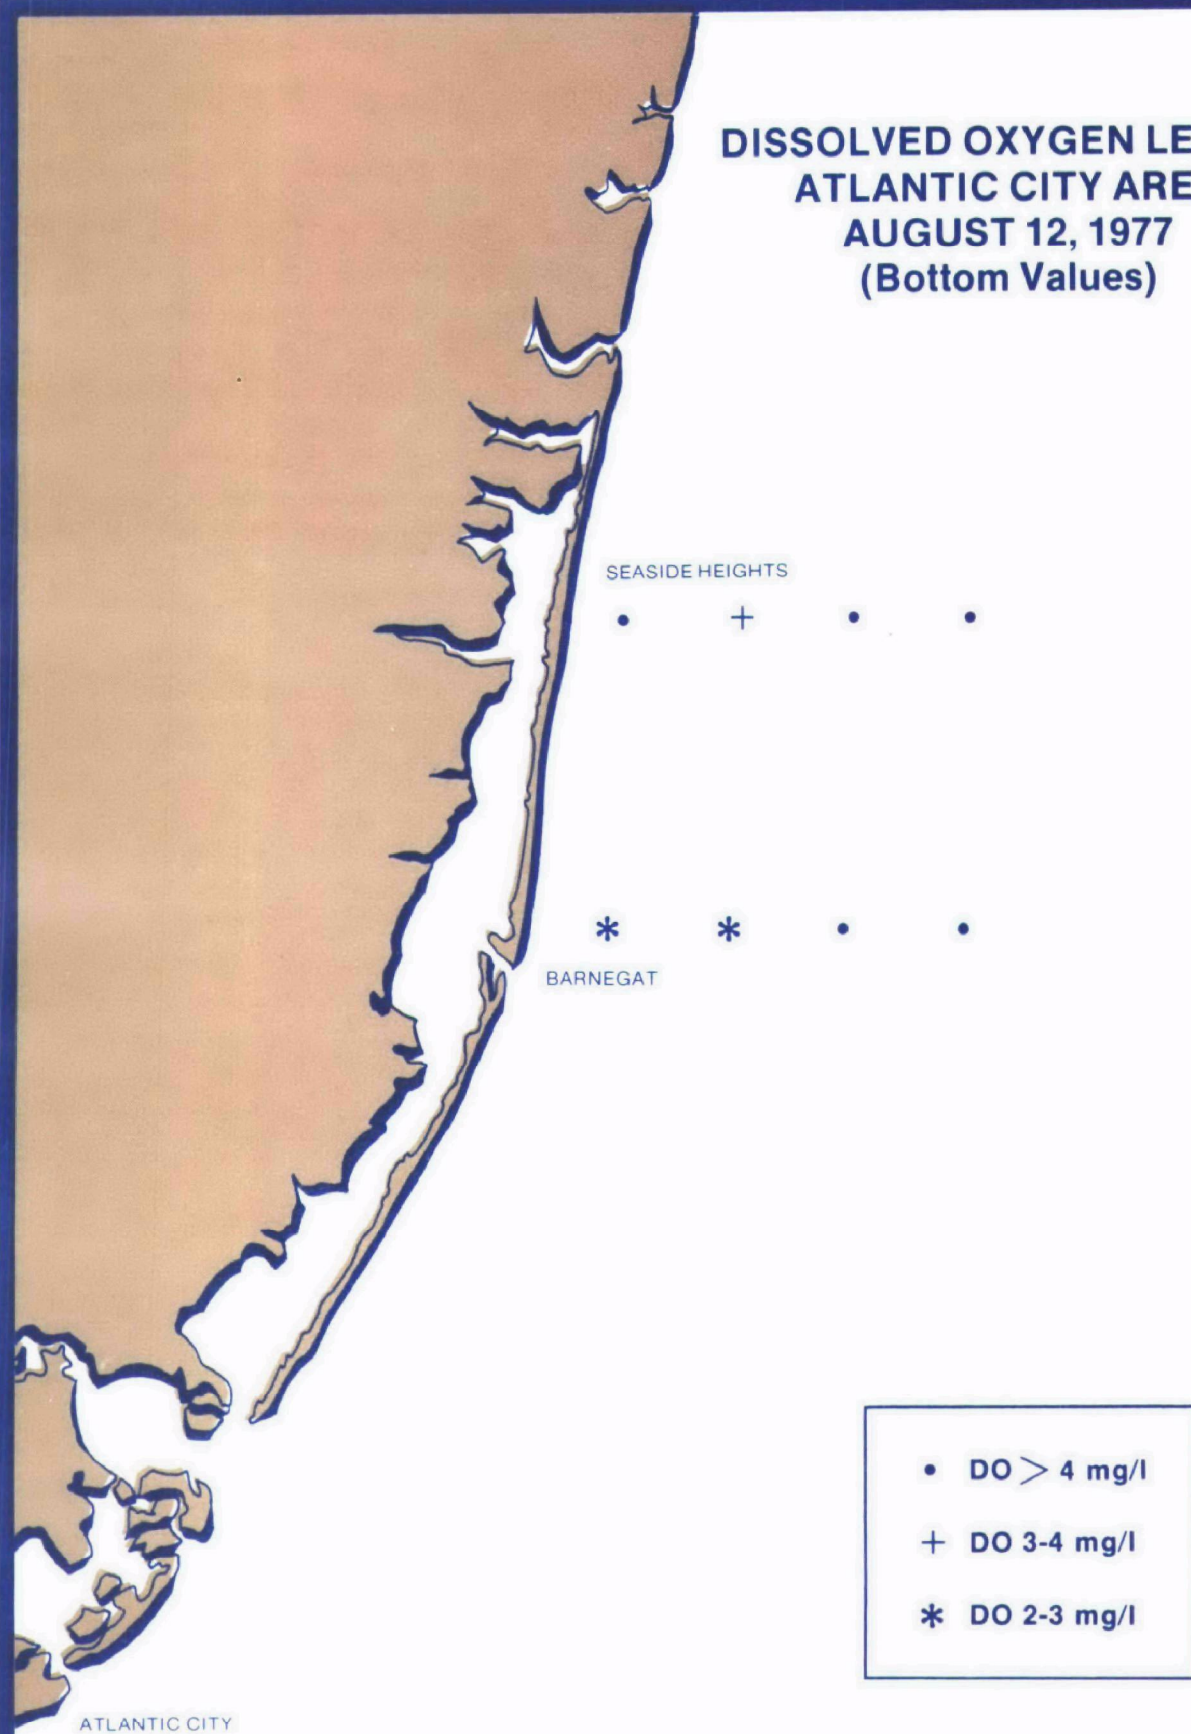 DISSOLVED OXYGEN LE
ATLANTIC CITY ARE
AUGUST 12, 1977
(Bottom Values)
SEASIDE HEIGHTS
BARNEGAT
• DO > 4 mg/l
+ DO 3-4 mg/l
* DO 2-3 mg/l
ATLANTIC CITY